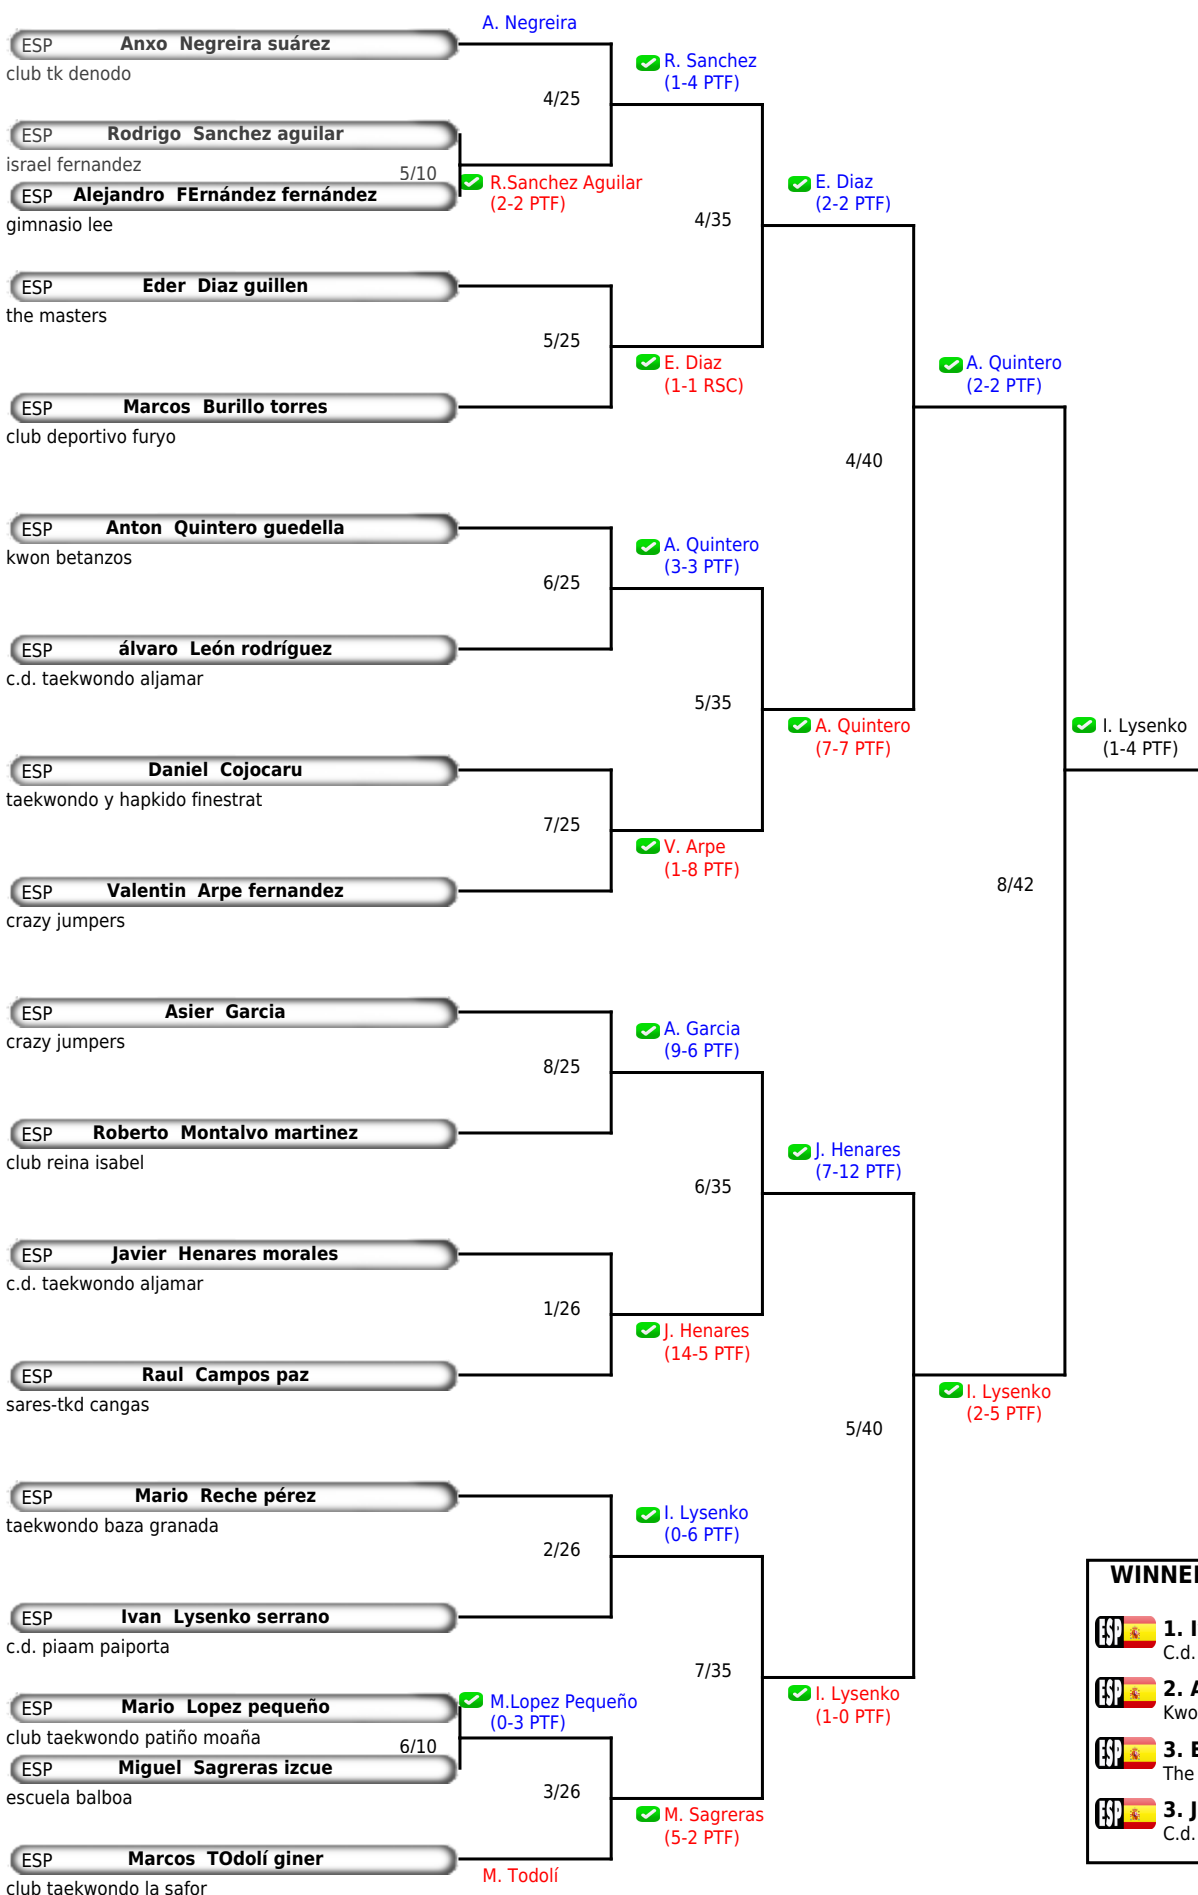 A. Negreira
ESP Anxo Negreira suárez
club tk denodo
R. Sanchez
(1-4 PTF)
4/25
ESP Rodrigo Sanchez aguilar
israel fernandez
5/10
R.Sanchez Aguilar
(2-2 PTF)
ESP Alejandro FErnández fernández
gimnasio lee
E. Diaz
(2-2 PTF)
4/35
ESP Eder Diaz guillen
the masters
5/25
E. Diaz
(1-1 RSC)
A. Quintero
(2-2 PTF)
ESP Marcos Burillo torres
club deportivo furyo
4/40
ESP Anton Quintero guedella
kwon betanzos
A. Quintero
(3-3 PTF)
6/25
ESP álvaro León rodríguez
c.d. taekwondo aljamar
5/35
A. Quintero
(7-7 PTF)
I. Lysenko
(1-4 PTF)
ESP Daniel Cojocaru
taekwondo y hapkido finestrat
7/25
V. Arpe
(1-8 PTF)
ESP Valentin Arpe fernandez
crazy jumpers
8/42
ESP Asier Garcia
crazy jumpers
A. Garcia
(9-6 PTF)
8/25
ESP Roberto Montalvo martinez
club reina isabel
J. Henares
(7-12 PTF)
6/35
ESP Javier Henares morales
c.d. taekwondo aljamar
1/26
J. Henares
(14-5 PTF)
ESP Raul Campos paz
sares-tkd cangas
I. Lysenko
(2-5 PTF)
5/40
ESP Mario Reche pérez
taekwondo baza granada
I. Lysenko
(0-6 PTF)
2/26
ESP Ivan Lysenko serrano
c.d. piaam paiporta
7/35
I. Lysenko
(1-0 PTF)
ESP Mario Lopez pequeño
club taekwondo patiño moaña
M.Lopez Pequeño
(0-3 PTF)
6/10
ESP Miguel Sagreras izcue
escuela balboa
3/26
M. Sagreras
(5-2 PTF)
ESP Marcos TOdolí giner
club taekwondo la safor
M. Todolí
WINNE
ESP 1. I
C.d.
ESP 2. A
Kwo
ESP 3. E
The
ESP 3. J
C.d.